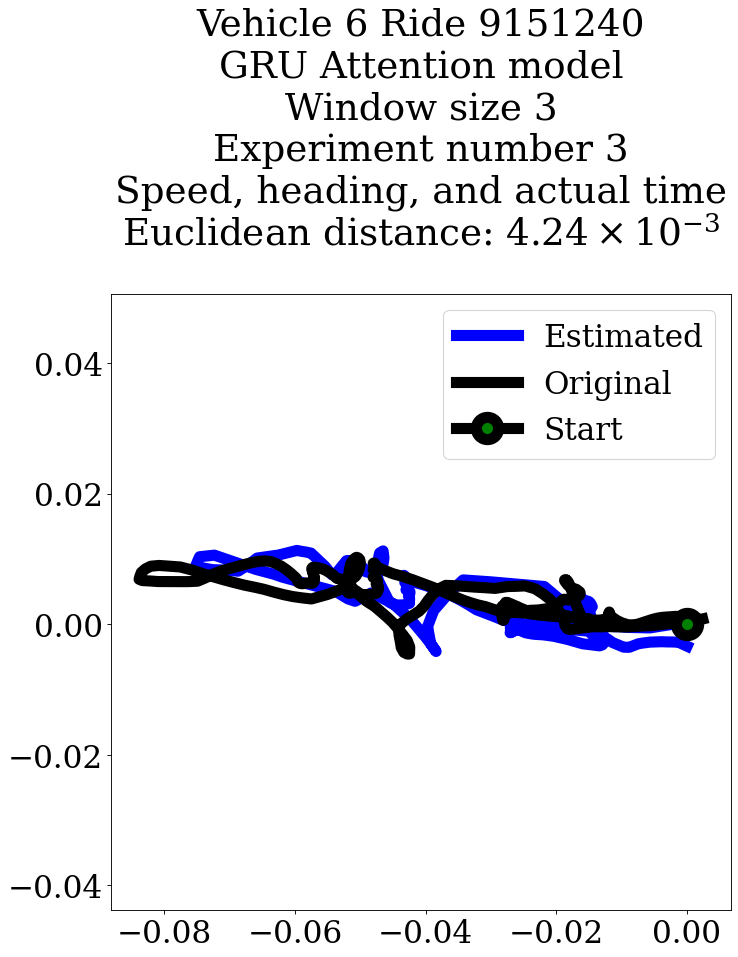 Vehicle 6 Ride 9151240
GRU Attention model
Window size 3
Experiment number 3
Speed, heading, and actual time
Euclidean distance: 4.24 × 10⁻³
Estimated
Original
Start
0.04
0.02
0.00
−0.02
−0.04
−0.08 −0.06 −0.04 −0.02 0.00